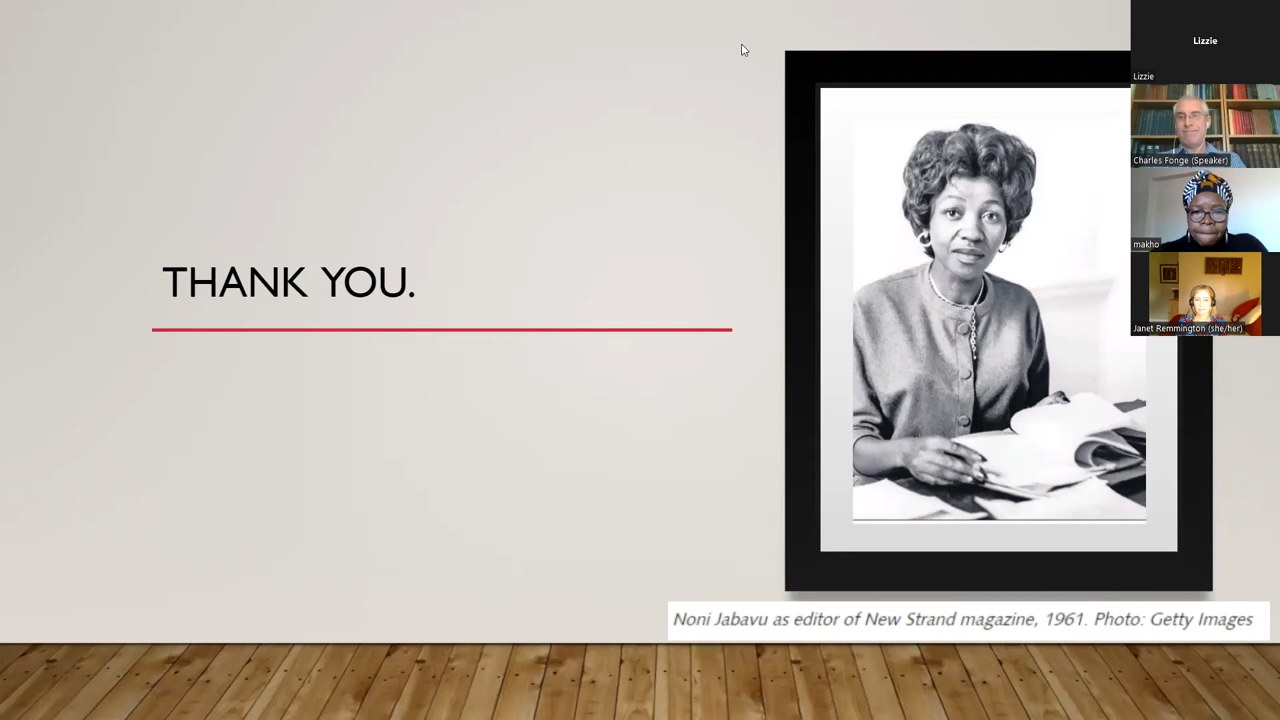 Lizzie
Lizzie
Charles Fonge (Speaker)
makho
Janet Remmington (she/her)
THANK YOU.
Noni Jabavu as editor of New Strand magazine, 1961. Photo: Getty Images